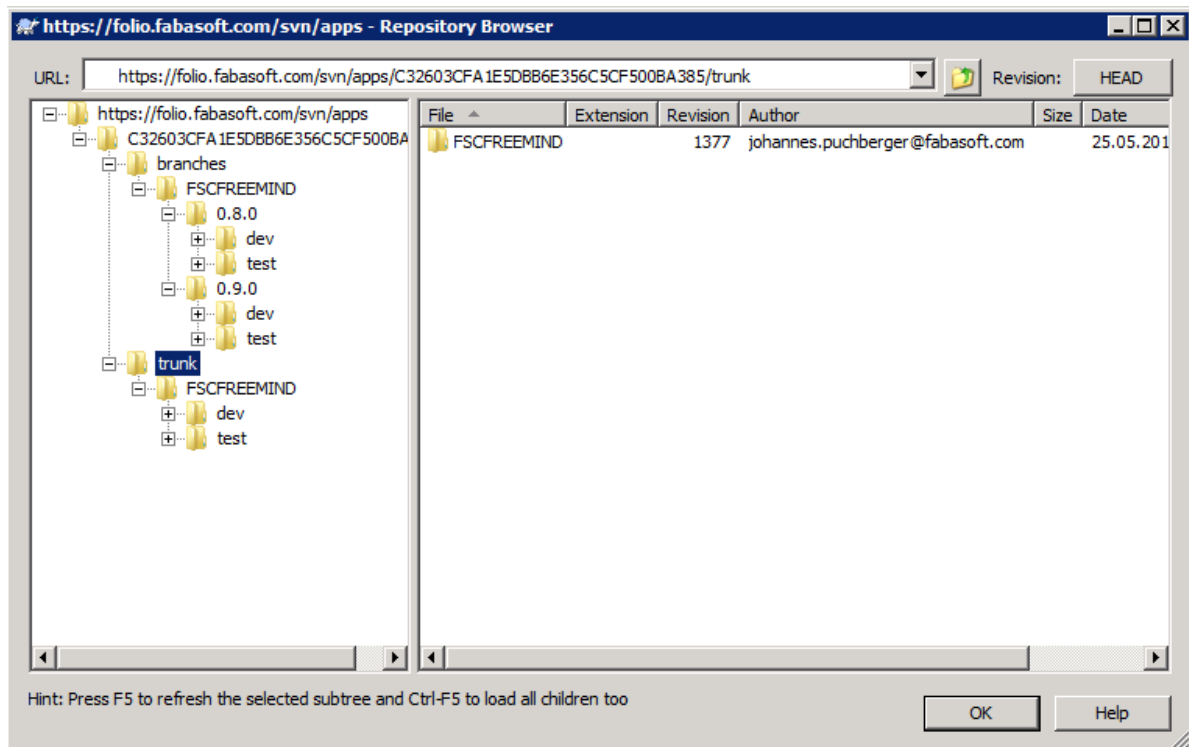 https://folio.fabasoft.com/svn/apps - Repository Browser
URL: https://folio.fabasoft.com/svn/apps/C32603CFA1E5DBB6E356C5CF500BA385/trunk Revision: HEAD
https://folio.fabasoft.com/svn/apps
C32603CFA1E5DBB6E356C5CF500BA
branches
FSCFREEMIND
0.8.0
dev
test
0.9.0
dev
test
trunk
FSCFREEMIND
dev
test
File Extension Revision Author Size Date
FSCFREEMIND 1377 johannes.puchberger@fabasoft.com 25.05.201
Hint: Press F5 to refresh the selected subtree and Ctrl-F5 to load all children too
OK Help